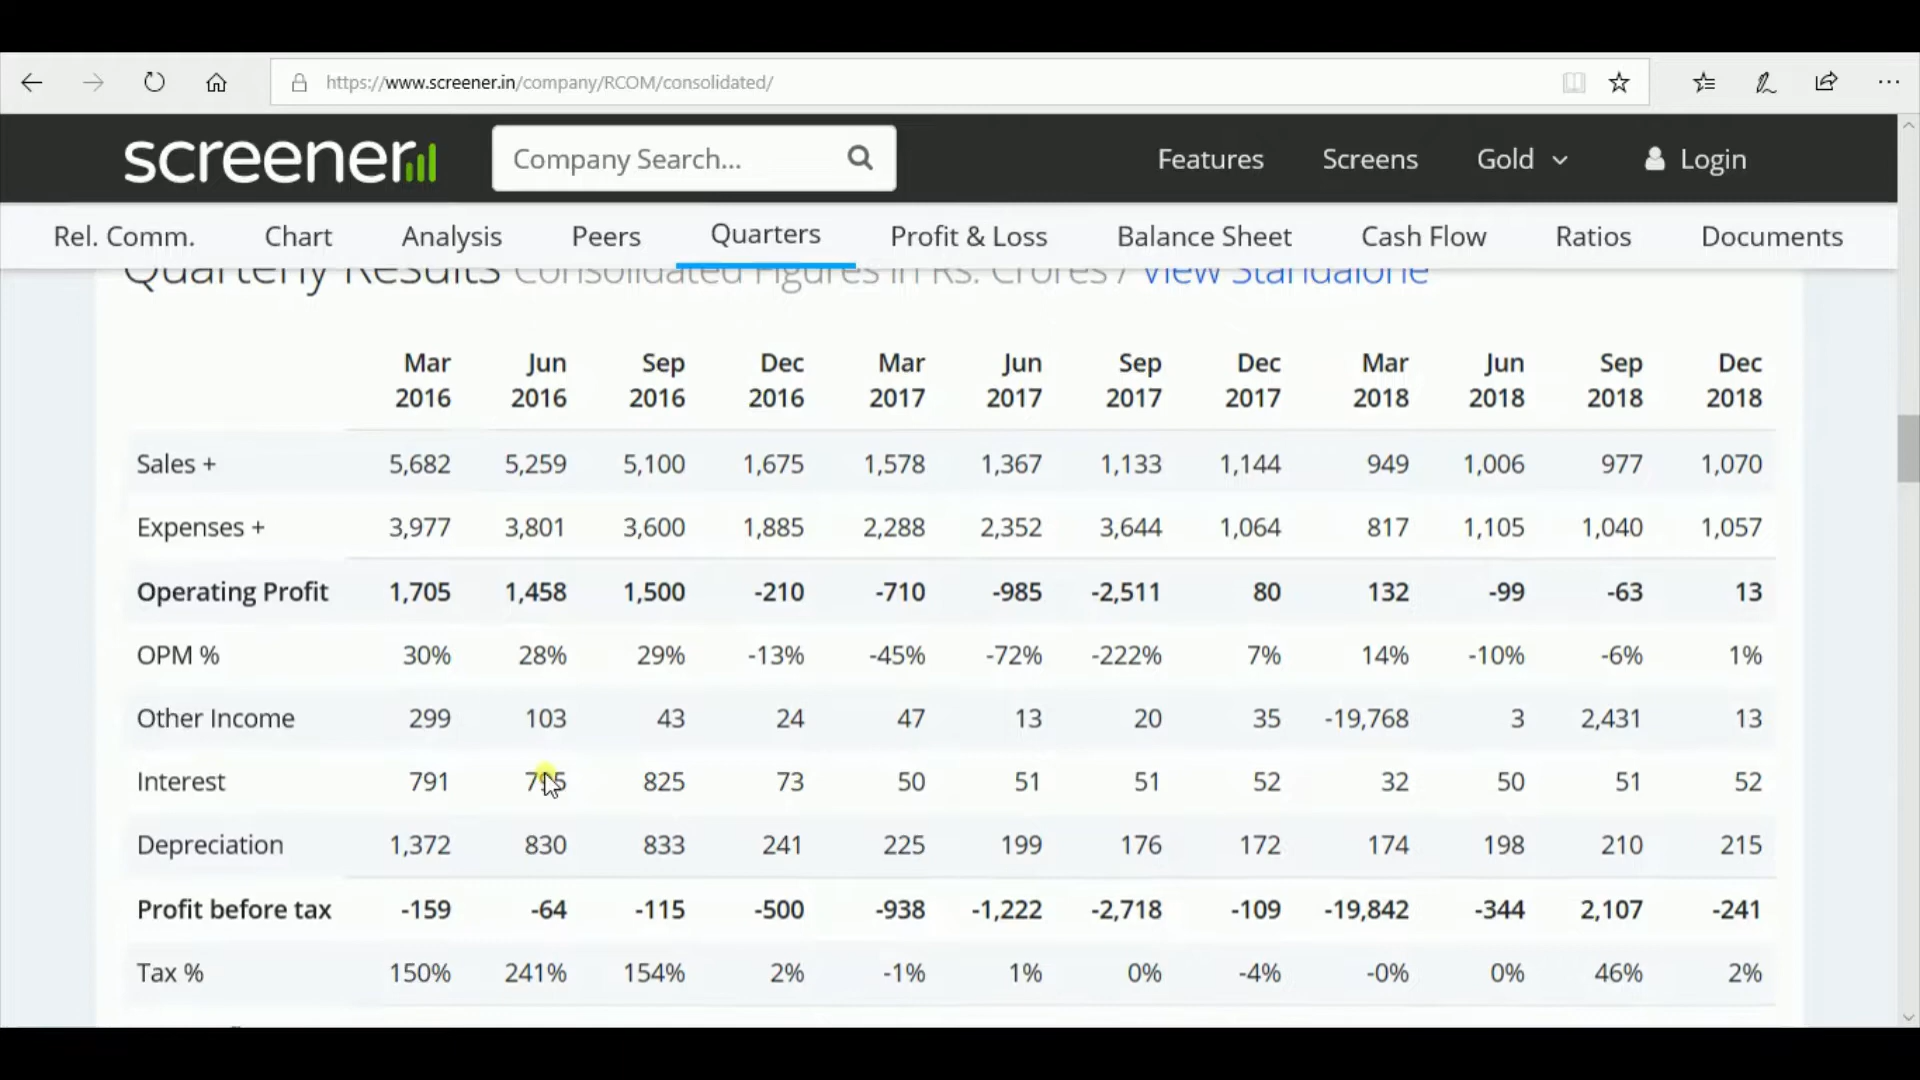 https://www.screener.in/company/RCOM/consolidated/
screener Company Search... Features Screens Gold Login
Rel. Comm. Chart Analysis Peers Quarters Profit & Loss Balance Sheet Cash Flow Ratios Documents
Quarterly Results Consolidated Figures in Rs. Crores / View Standalone
Mar 2016 Jun 2016 Sep 2016 Dec 2016 Mar 2017 Jun 2017 Sep 2017 Dec 2017 Mar 2018 Jun 2018 Sep 2018 Dec 2018
Sales + 5,682 5,259 5,100 1,675 1,578 1,367 1,133 1,144 949 1,006 977 1,070
Expenses + 3,977 3,801 3,600 1,885 2,288 2,352 3,644 1,064 817 1,105 1,040 1,057
Operating Profit 1,705 1,458 1,500 -210 -710 -985 -2,511 80 132 -99 -63 13
OPM % 30% 28% 29% -13% -45% -72% -222% 7% 14% -10% -6% 1%
Other Income 299 103 43 24 47 13 20 35 -19,768 3 2,431 13
Interest 791 825 73 50 51 51 52 32 50 51 52
Depreciation 1,372 830 833 241 225 199 176 172 174 198 210 215
Profit before tax -159 -64 -115 -500 -938 -1,222 -2,718 -109 -19,842 -344 2,107 -241
Tax % 150% 241% 154% 2% -1% 1% 0% -4% -0% 0% 46% 2%